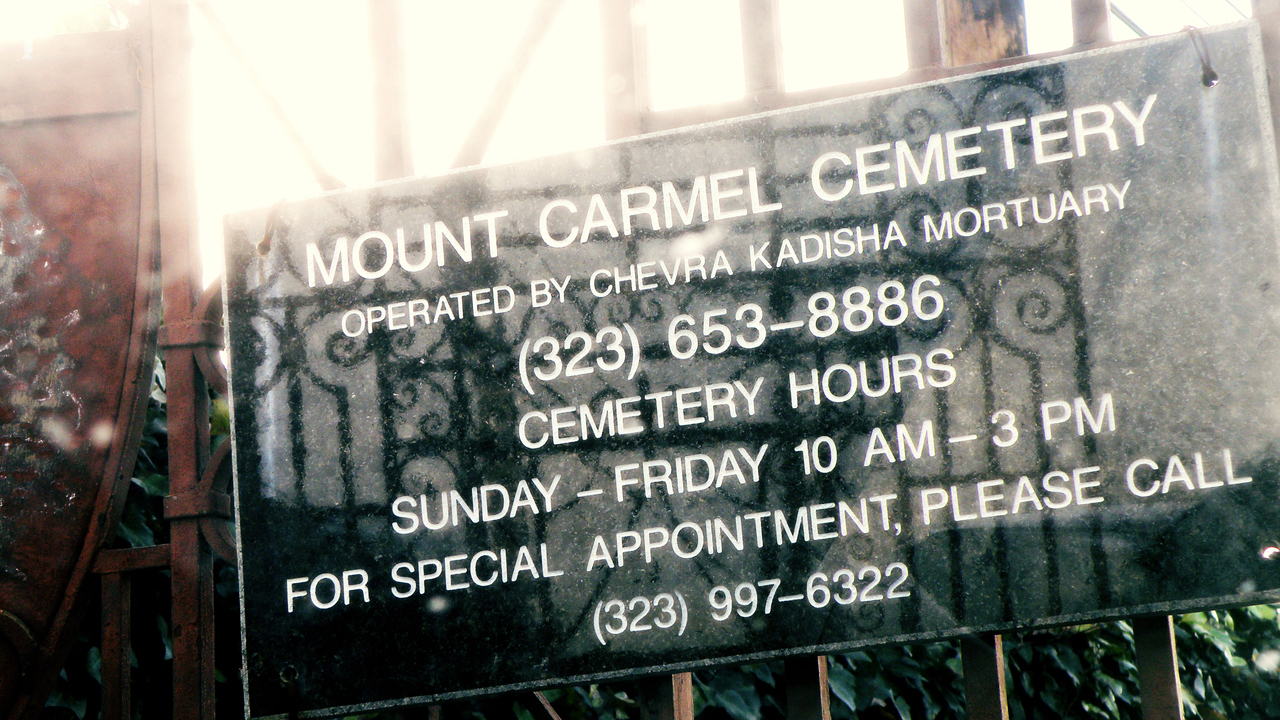 MOUNT CARMEL CEMETERY
OPERATED BY CHEVRA KADISHA MORTUARY
(323) 653–8886
CEMETERY HOURS
SUNDAY – FRIDAY 10 AM – 3 PM
FOR SPECIAL APPOINTMENT, PLEASE CALL
(323) 997–6322